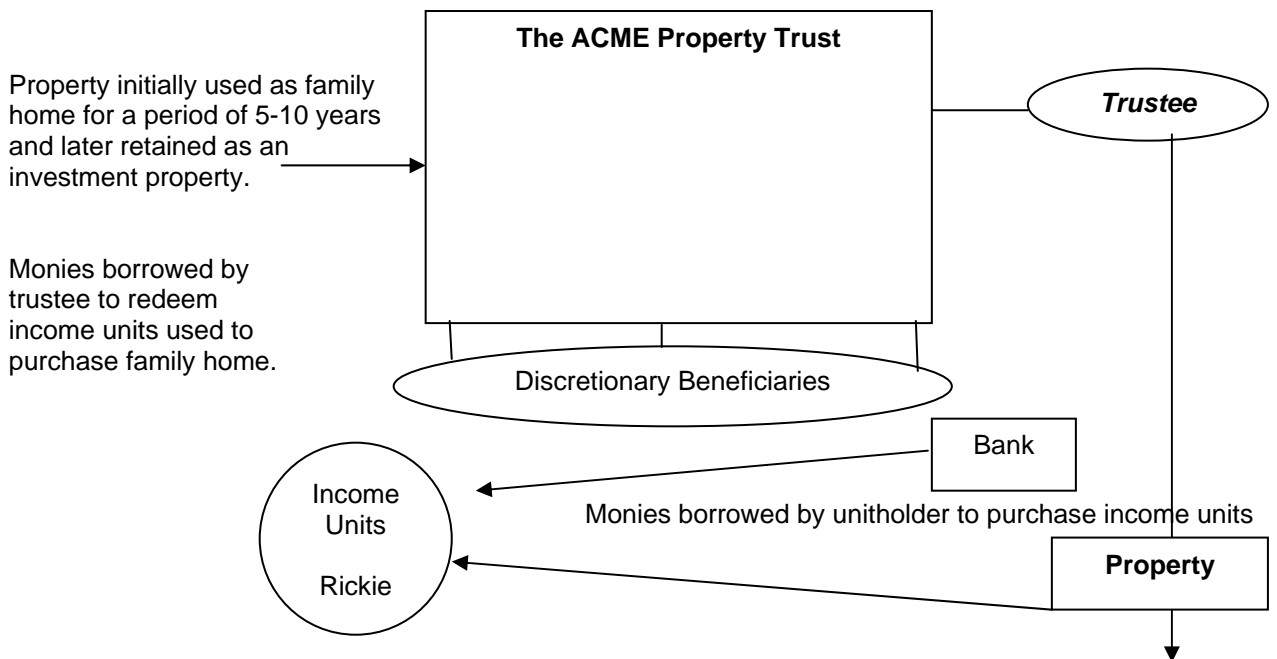 The ACME Property Trust
Property initially used as family
home for a period of 5-10 years
and later retained as an
investment property.
Trustee
Monies borrowed by
trustee to redeem
income units used to
purchase family home.
Discretionary Beneficiaries
Bank
Income
Units
Rickie
Monies borrowed by unitholder to purchase income units
Property